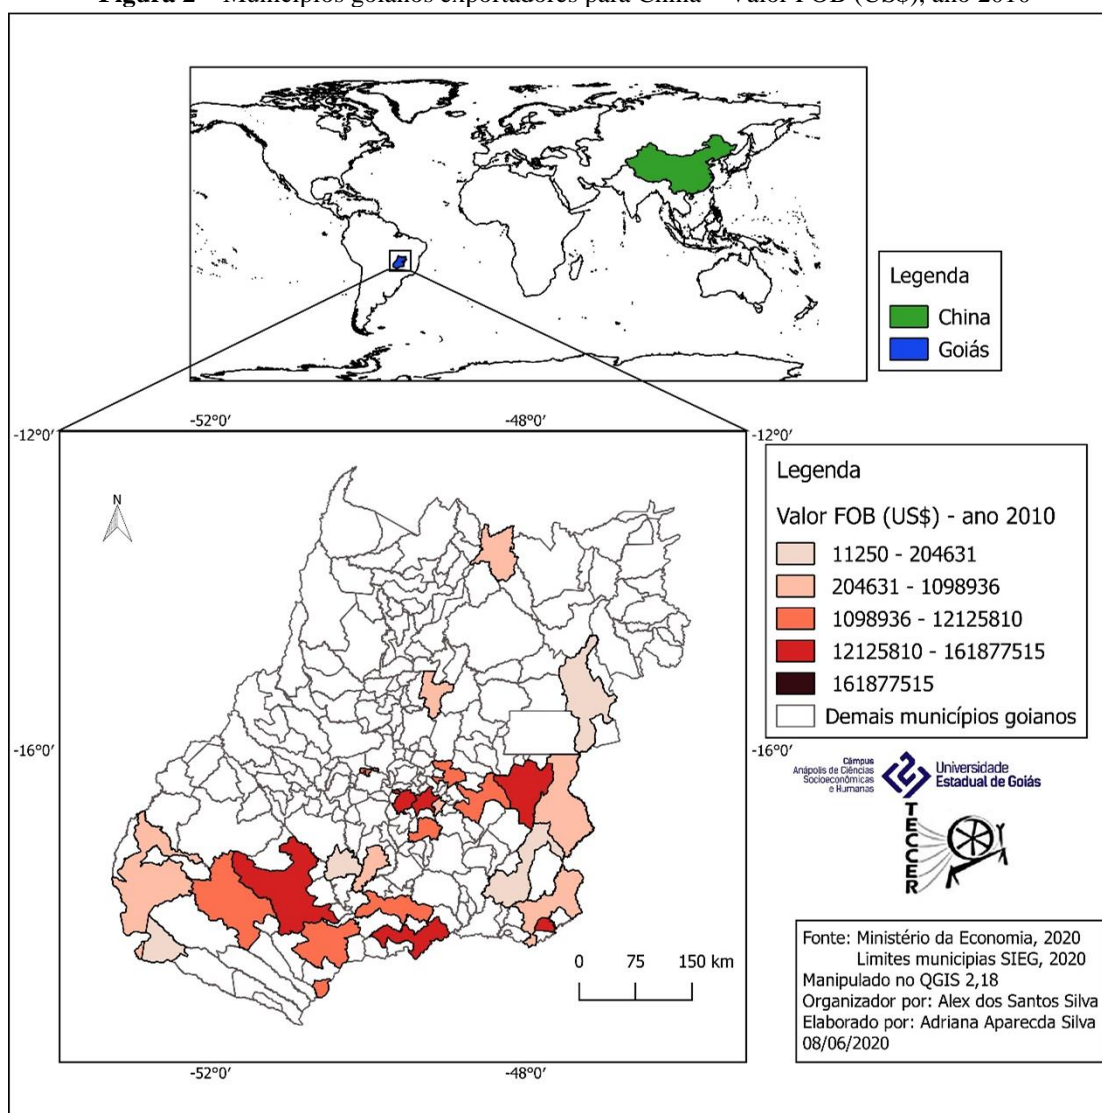 Figura 2 – Municípios goianos exportadores para China – Valor FOB (US$), ano 2010
Legenda
China
Goiás
-52°0′
-48°0′
-12°0′
-12°0′
N
Legenda
Valor FOB (US$) - ano 2010
11250 - 204631
204631 - 1098936
1098936 - 12125810
12125810 - 161877515
161877515
Demais municípios goianos
-16°0′
-16°0′
Câmpus
Anápolis de Ciências
Socioeconômicas
e Humanas
Universidade
Estadual de Goiás
TECCER
0 75 150 km
Fonte: Ministério da Economia, 2020
Limites municipias SIEG, 2020
Manipulado no QGIS 2,18
Organizador por: Alex dos Santos Silva
Elaborado por: Adriana Aparecda Silva
08/06/2020
-52°0′
-48°0′